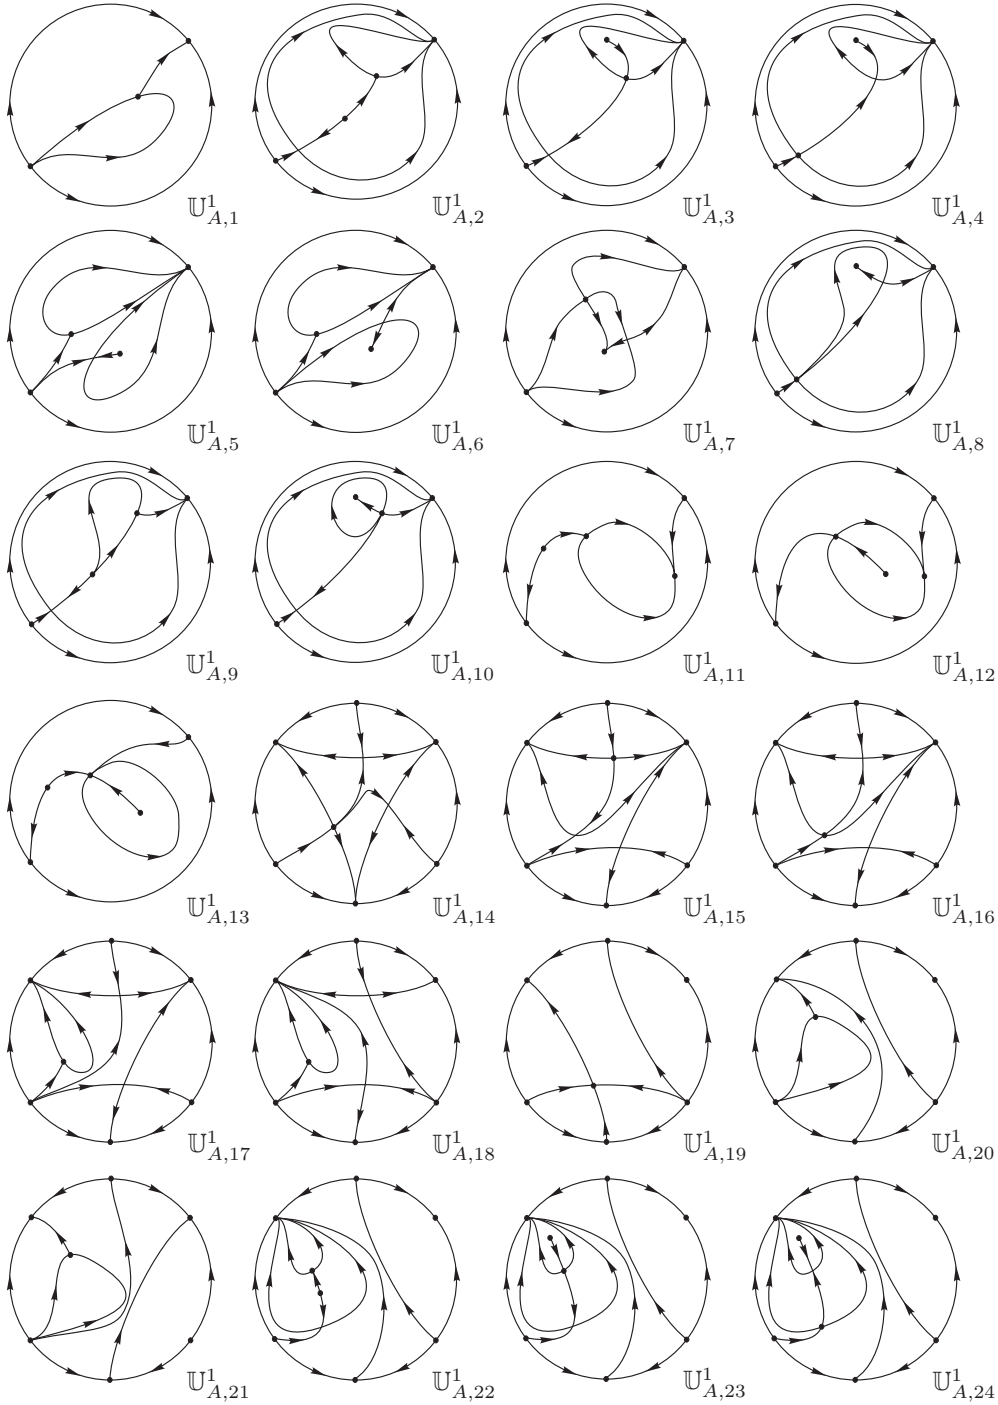 𝕌¹_{A,1} 𝕌¹_{A,2} 𝕌¹_{A,3} 𝕌¹_{A,4}
𝕌¹_{A,5} 𝕌¹_{A,6} 𝕌¹_{A,7} 𝕌¹_{A,8}
𝕌¹_{A,9} 𝕌¹_{A,10} 𝕌¹_{A,11} 𝕌¹_{A,12}
𝕌¹_{A,13} 𝕌¹_{A,14} 𝕌¹_{A,15} 𝕌¹_{A,16}
𝕌¹_{A,17} 𝕌¹_{A,18} 𝕌¹_{A,19} 𝕌¹_{A,20}
𝕌¹_{A,21} 𝕌¹_{A,22} 𝕌¹_{A,23} 𝕌¹_{A,24}